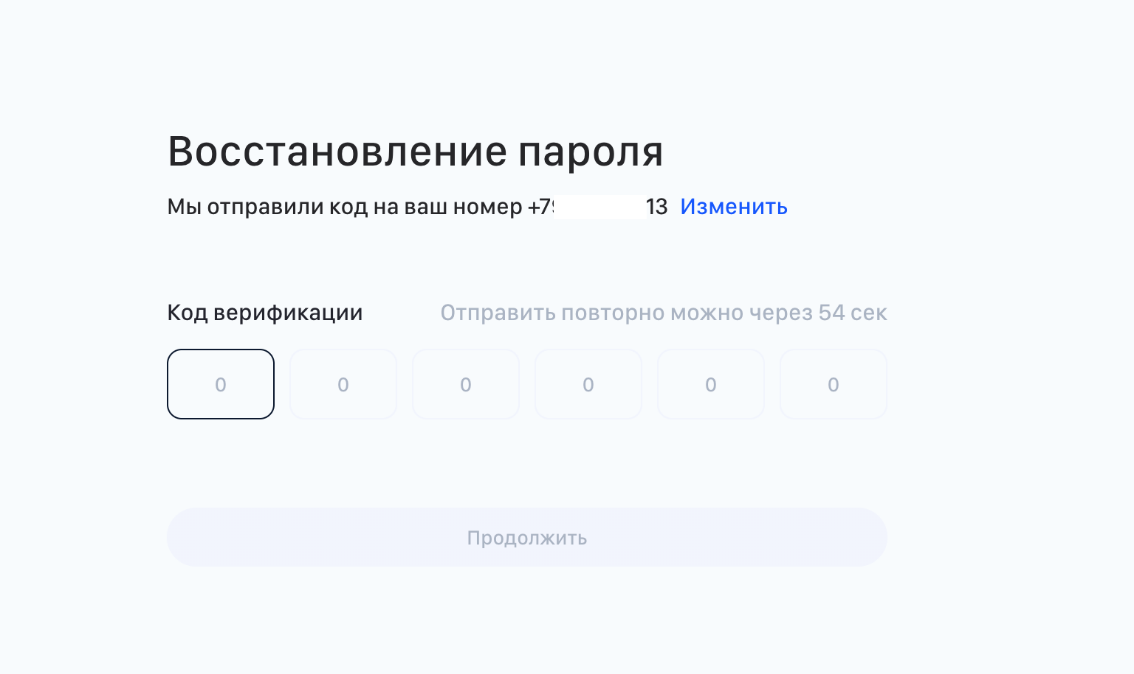 Восстановление пароля
Мы отправили код на ваш номер +79 13 Изменить
Код верификации Отправить повторно можно через 54 сек
0 0 0 0 0 0
Продолжить